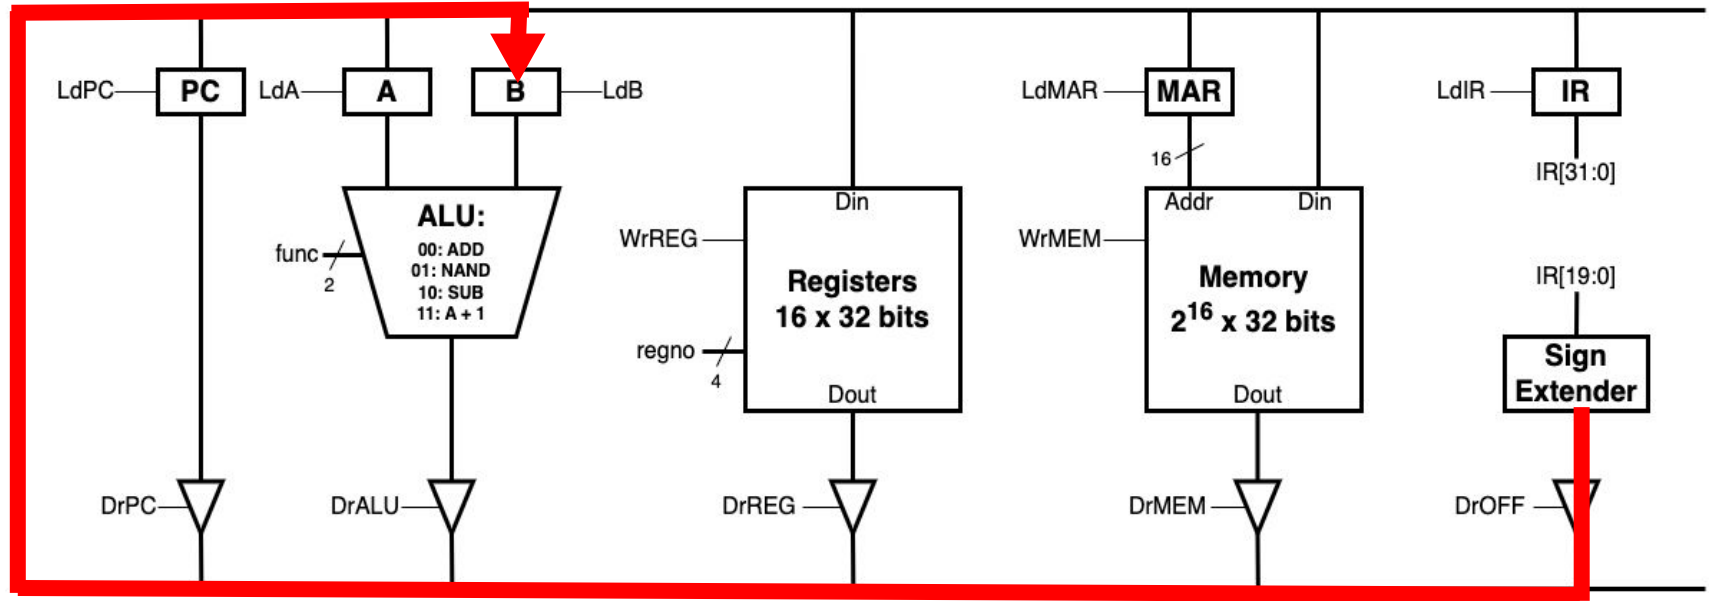 LdPC
PC
LdA
A
B
LdB
LdMAR
MAR
LdIR
IR
16
IR[31:0]
ALU:
00: ADD
01: NAND
10: SUB
11: A + 1
func
2
Din
WrREG
Registers
16 x 32 bits
regno
4
Dout
Addr
Din
WrMEM
Memory
2^16 x 32 bits
Dout
IR[19:0]
Sign
Extender
DrPC
DrALU
DrREG
DrMEM
DrOFF